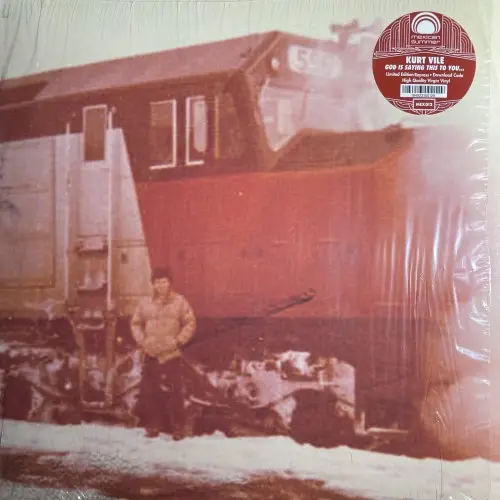 mexican
summer
KURT VILE
GOD IS SAYING THIS TO YOU...
Limited Edition Repress • Download Code
High Quality Virgin Vinyl
MEX013